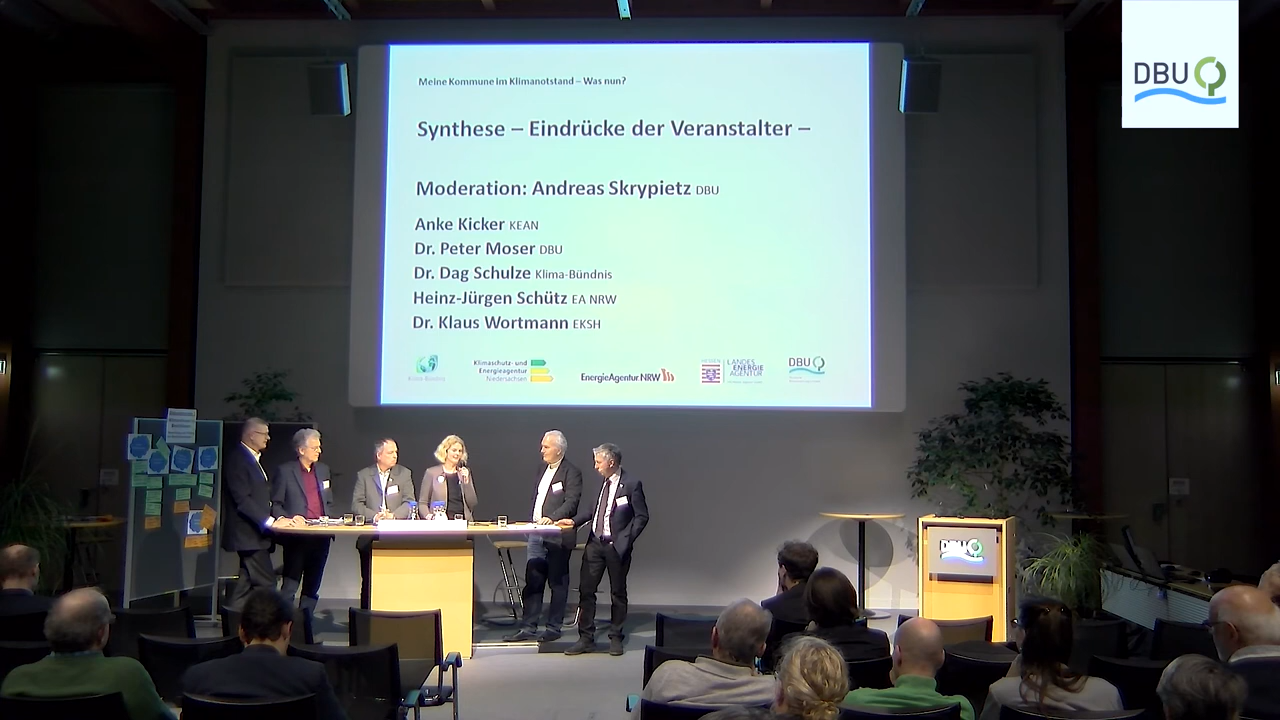 DBU
Meine Kommune im Klimanotstand – Was nun?
Synthese – Eindrücke der Veranstalter –
Moderation: Andreas Skrypietz DBU
Anke Kicker KEAN
Dr. Peter Moser DBU
Dr. Dag Schulze Klima-Bündnis
Heinz-Jürgen Schütz EA NRW
Dr. Klaus Wortmann EKSH
Klimaschutz- und
Energieagentur
Niedersachsen
EnergieAgentur.NRW
HESSEN
LANDES
ENERGIE
AGENTUR
DBU
DBU